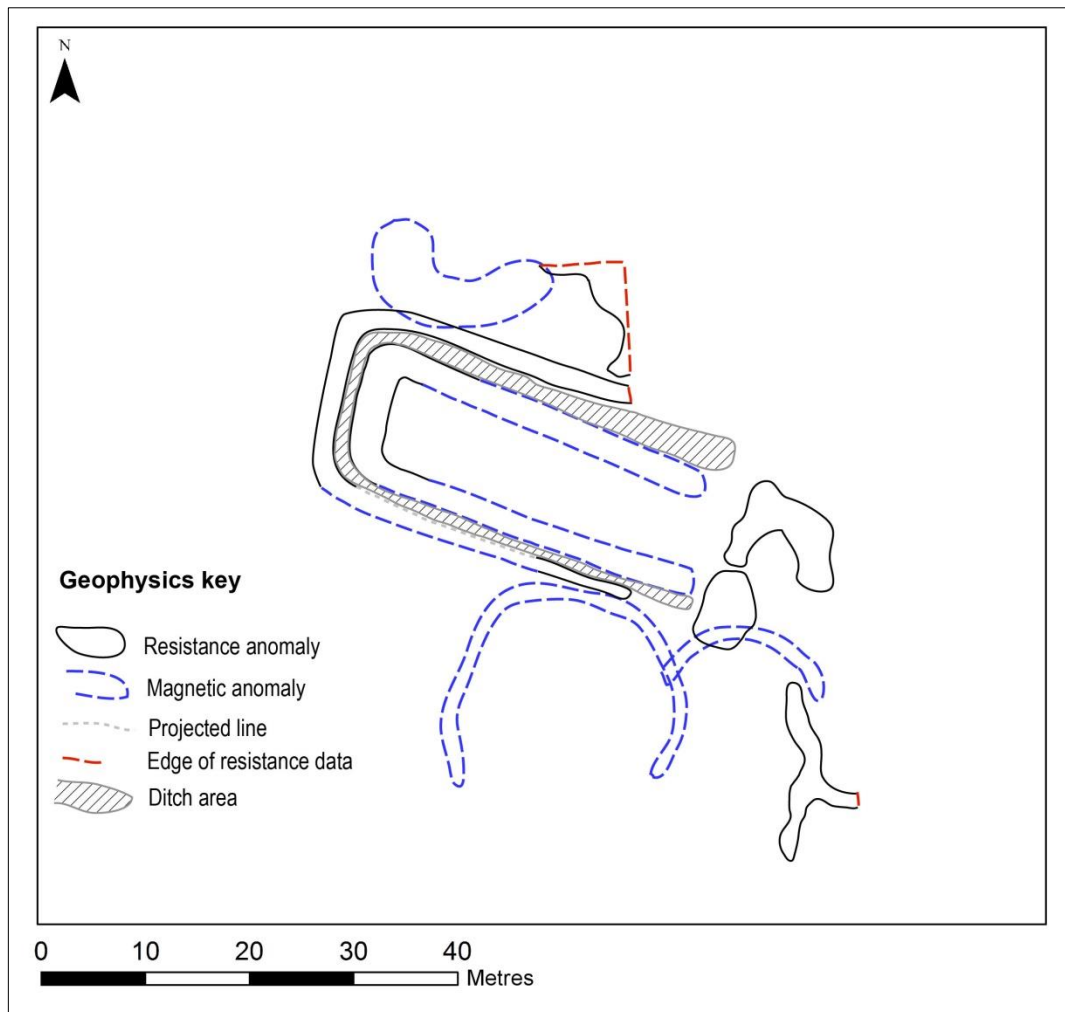 N
Geophysics key
Resistance anomaly
Magnetic anomaly
Projected line
Edge of resistance data
Ditch area
0 10 20 30 40
Metres